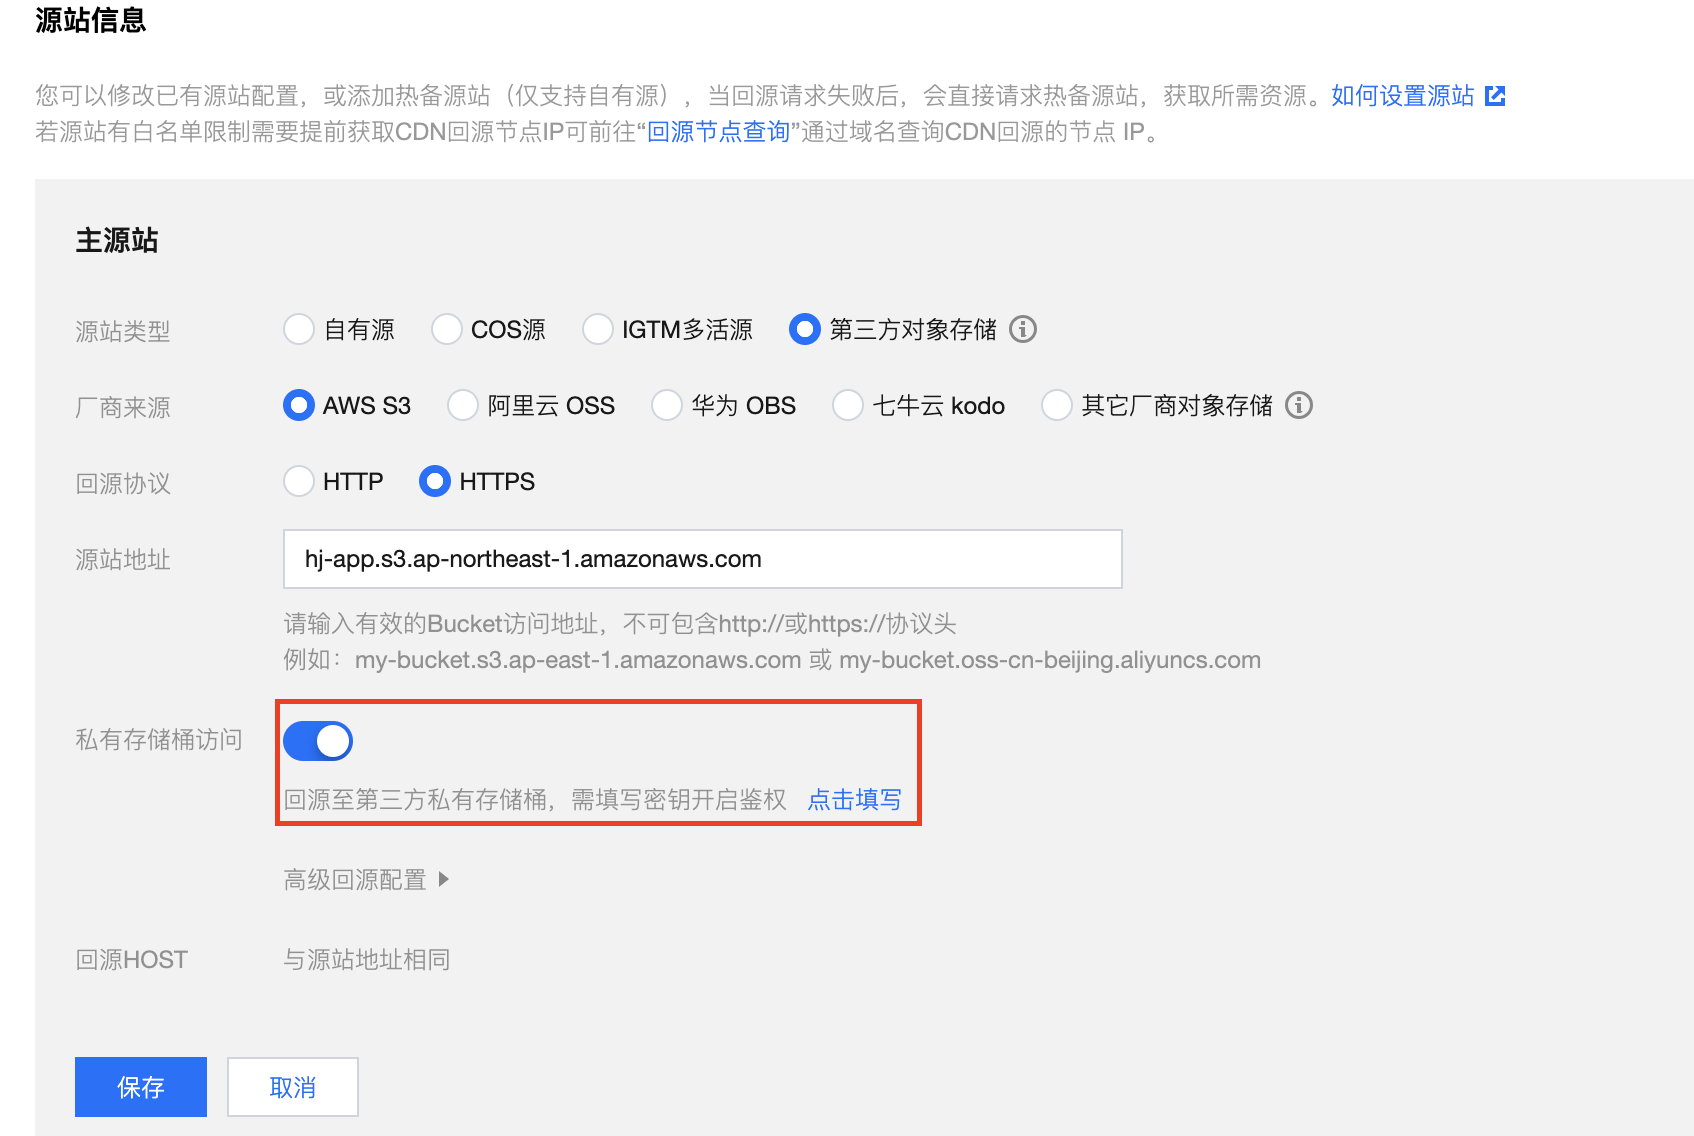 源站信息
您可以修改已有源站配置，或添加热备源站（仅支持自有源），当回源请求失败后，会直接请求热备源站，获取所需资源。如何设置源站
若源站有白名单限制需要提前获取CDN回源节点IP可前往“回源节点查询”通过域名查询CDN回源的节点 IP。
主源站
源站类型 自有源 COS源 IGTM多活源 第三方对象存储
厂商来源 AWS S3 阿里云 OSS 华为 OBS 七牛云 kodo 其它厂商对象存储
回源协议 HTTP HTTPS
源站地址 hj-app.s3.ap-northeast-1.amazonaws.com
请输入有效的Bucket访问地址，不可包含http://或https://协议头
例如：my-bucket.s3.ap-east-1.amazonaws.com 或 my-bucket.oss-cn-beijing.aliyuncs.com
私有存储桶访问
回源至第三方私有存储桶，需填写密钥开启鉴权 点击填写
高级回源配置
回源HOST 与源站地址相同
保存 取消